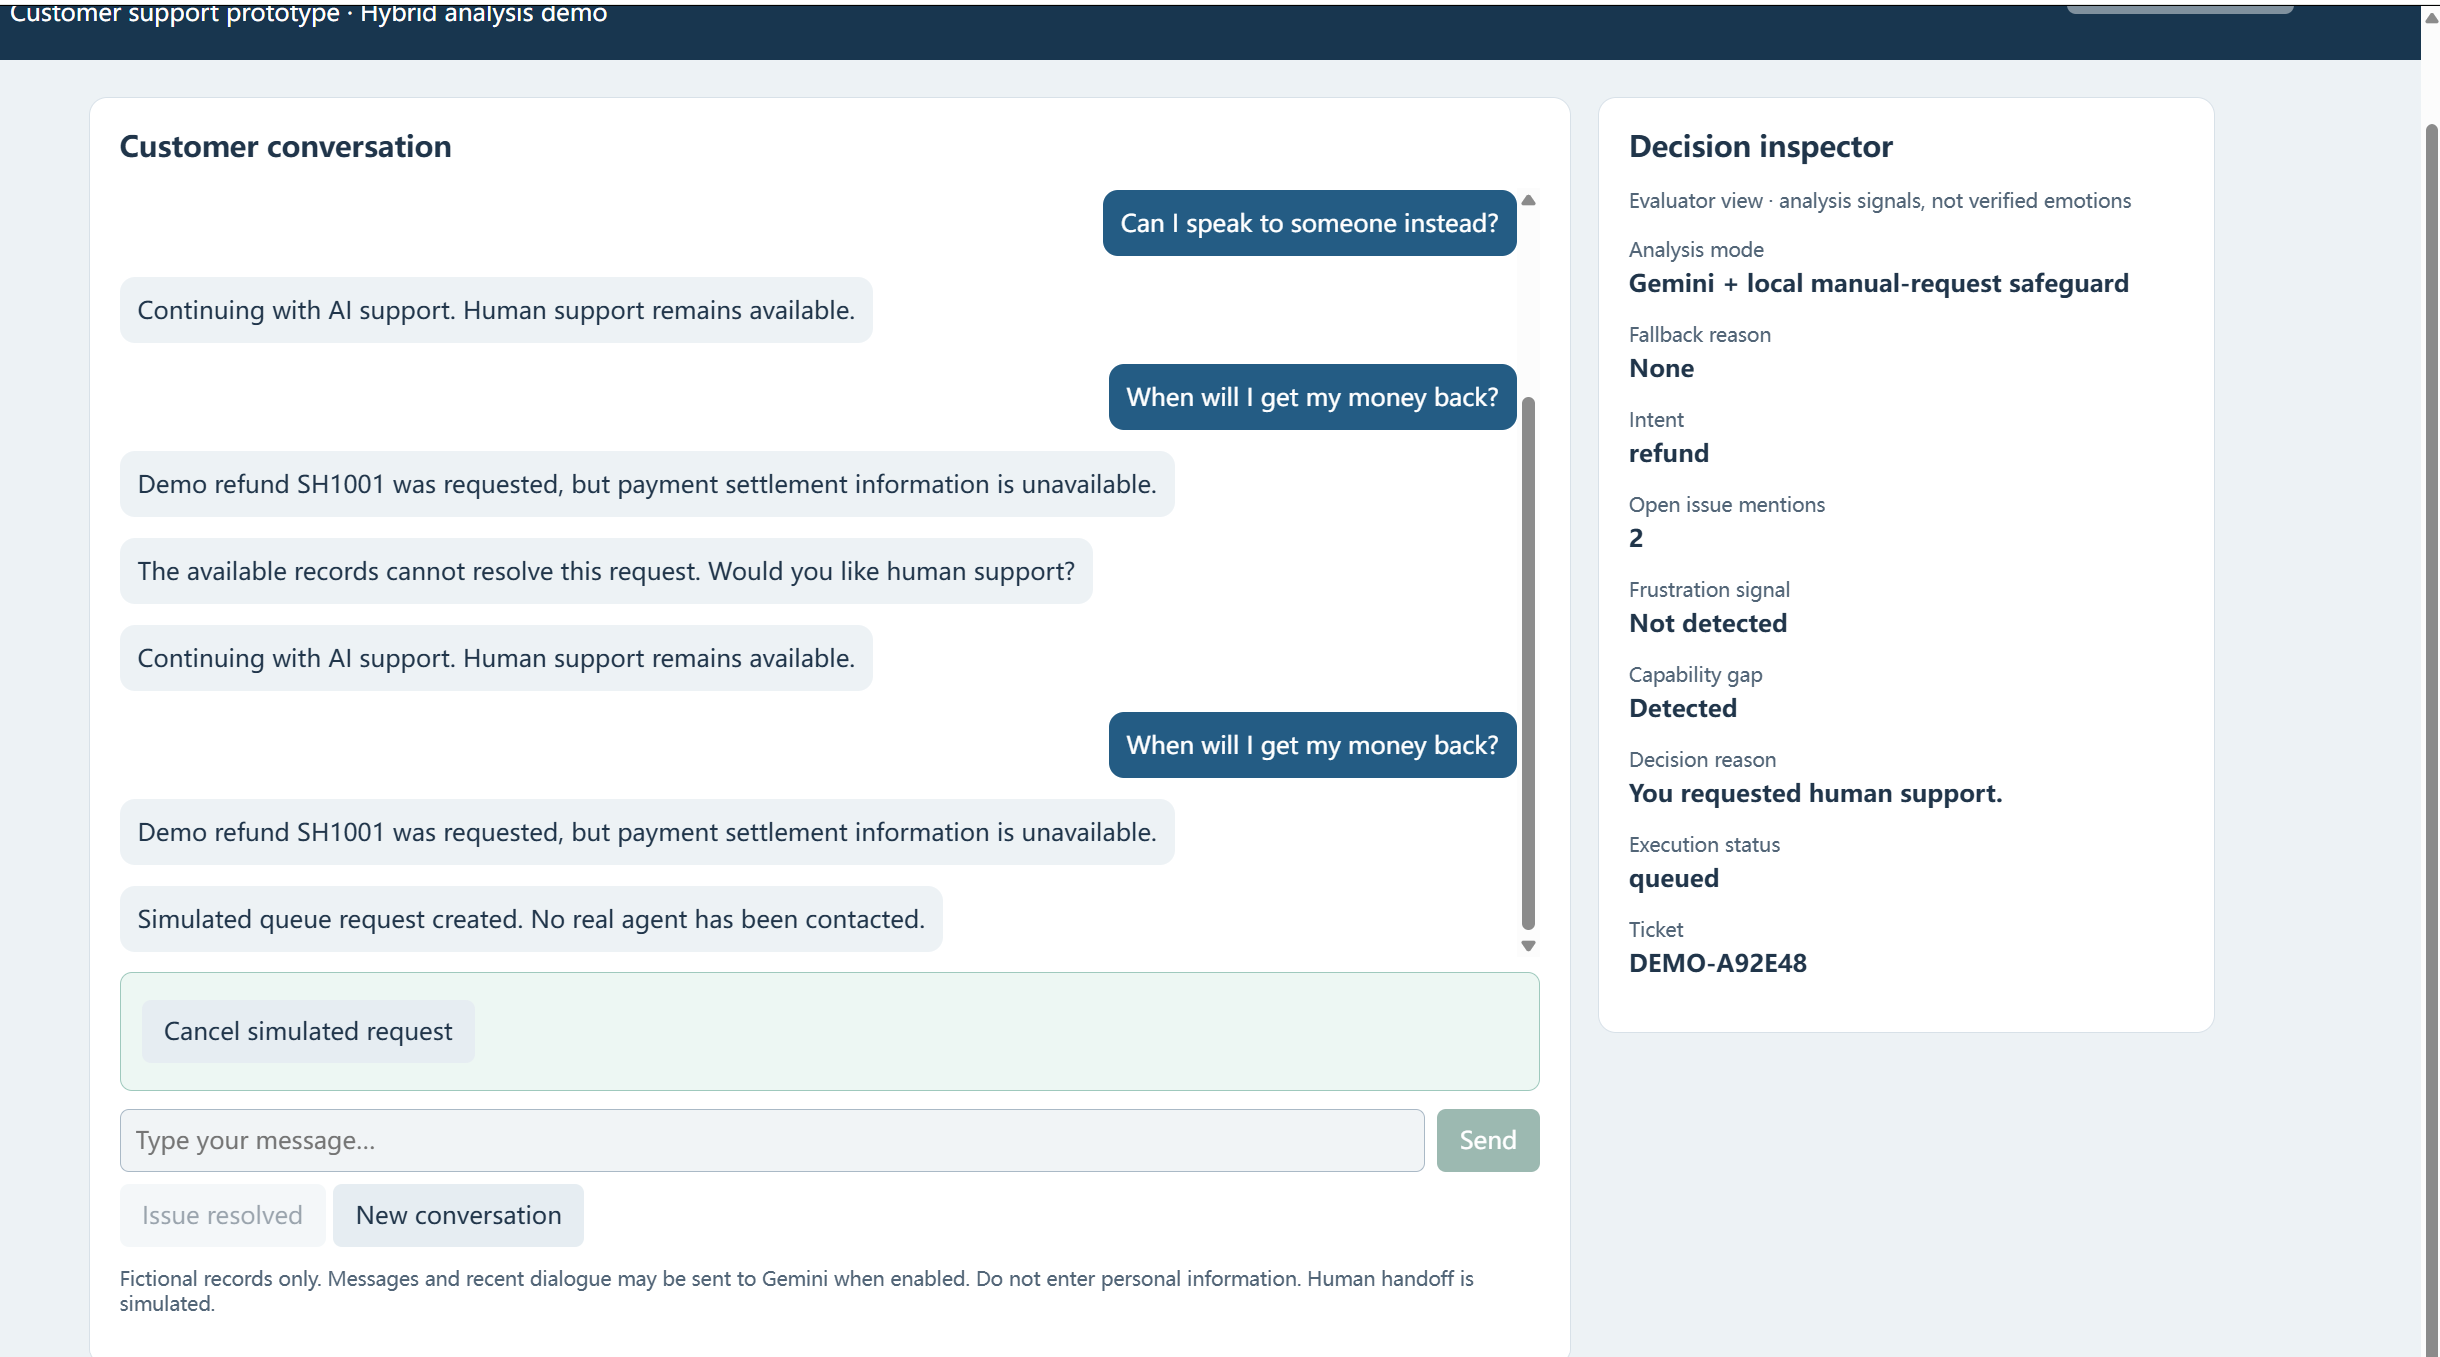 Customer support prototype · Hybrid analysis demo
Customer conversation
Can I speak to someone instead?
Continuing with AI support. Human support remains available.
When will I get my money back?
Demo refund SH1001 was requested, but payment settlement information is unavailable.
The available records cannot resolve this request. Would you like human support?
Continuing with AI support. Human support remains available.
When will I get my money back?
Demo refund SH1001 was requested, but payment settlement information is unavailable.
Simulated queue request created. No real agent has been contacted.
Cancel simulated request
Type your message...
Send
Issue resolved
New conversation
Fictional records only. Messages and recent dialogue may be sent to Gemini when enabled. Do not enter personal information. Human handoff is
simulated.
Decision inspector
Evaluator view · analysis signals, not verified emotions
Analysis mode
Gemini + local manual-request safeguard
Fallback reason
None
Intent
refund
Open issue mentions
2
Frustration signal
Not detected
Capability gap
Detected
Decision reason
You requested human support.
Execution status
queued
Ticket
DEMO-A92E48